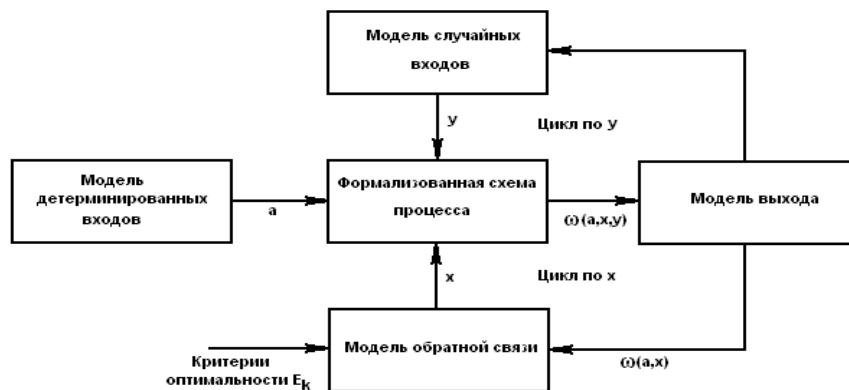 Модель случайных
входов
y
Цикл по y
Модель
детерминированных
входов
a
Формализованная схема
процесса
ω(a,x,y)
Модель выхода
x
Цикл по x
Критерии
оптимальности E_k
Модель обратной связи
ω(a,x)